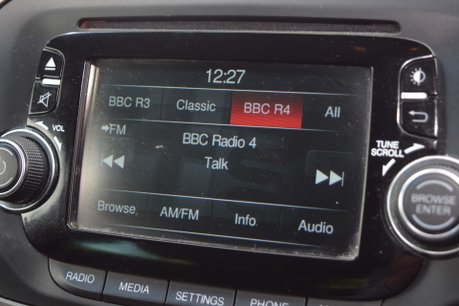 12:27
BBC R3 Classic BBC R4 All
FM
BBC Radio 4
Talk
Browse AM/FM Info Audio
VOL
TUNE
SCROLL
BROWSE
ENTER
RADIO MEDIA SETTINGS PHONE